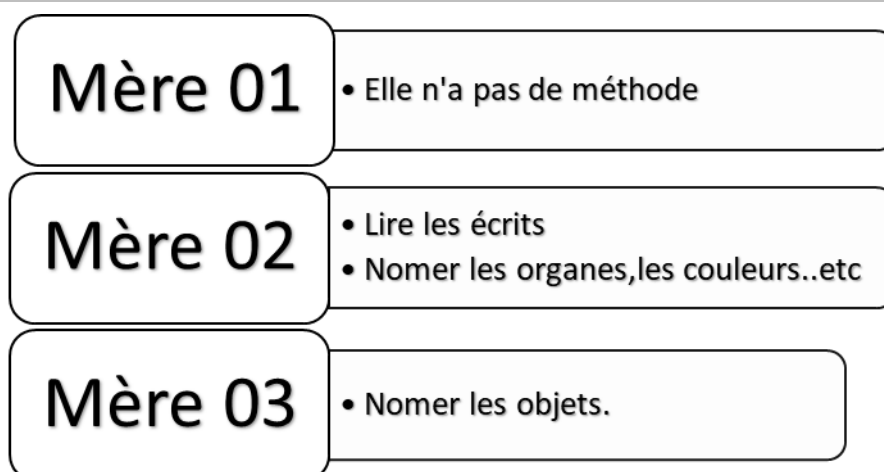 Mère 01
• Elle n'a pas de méthode
Mère 02
• Lire les écrits
• Nomer les organes,les couleurs..etc
Mère 03
• Nomer les objets.